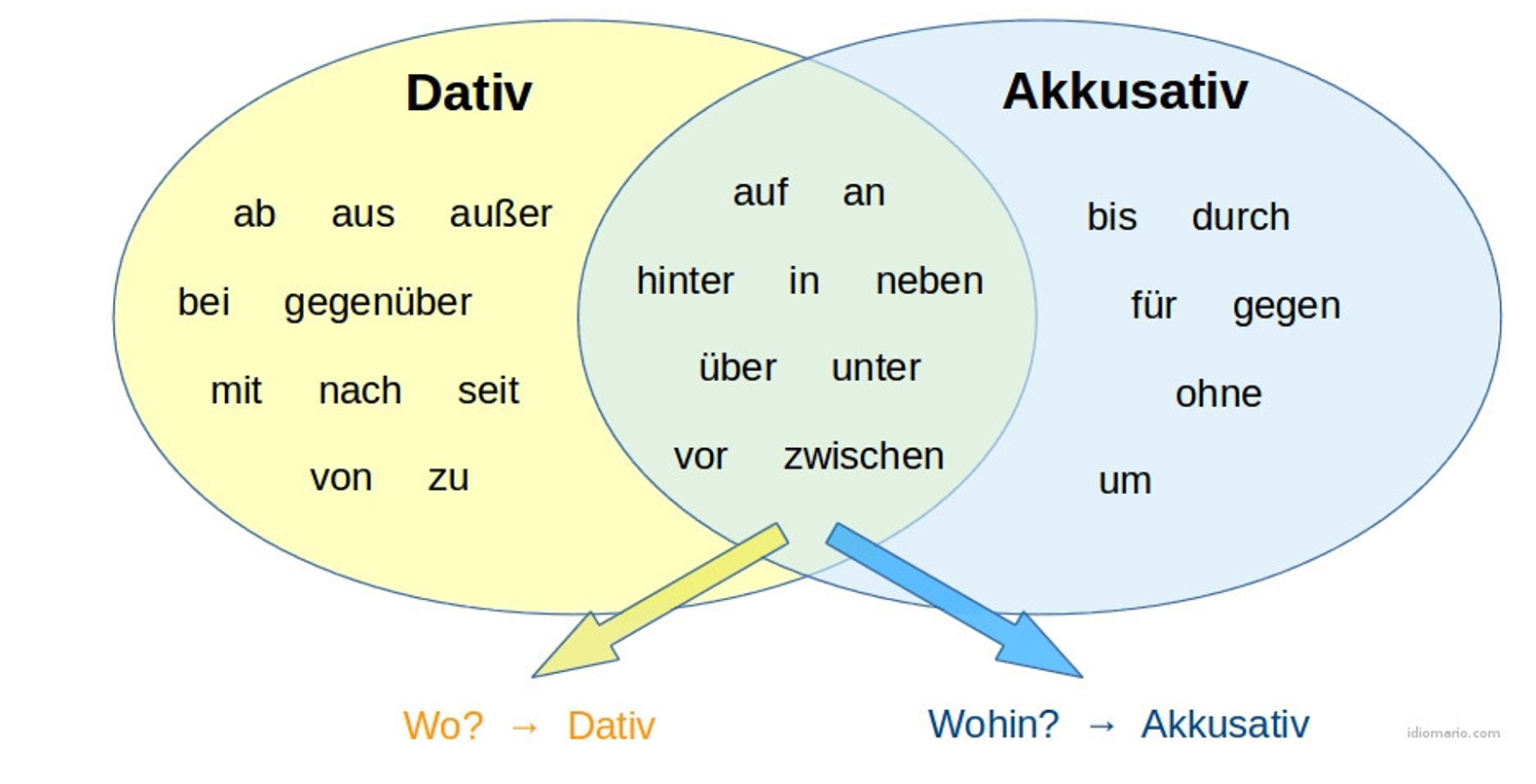 Dativ
ab aus außer
bei gegenüber
mit nach seit
von zu
auf an
hinter in neben
über unter
vor zwischen
Akkusativ
bis durch
für gegen
ohne
um
Wo? → Dativ
Wohin? → Akkusativ
idiomario.com